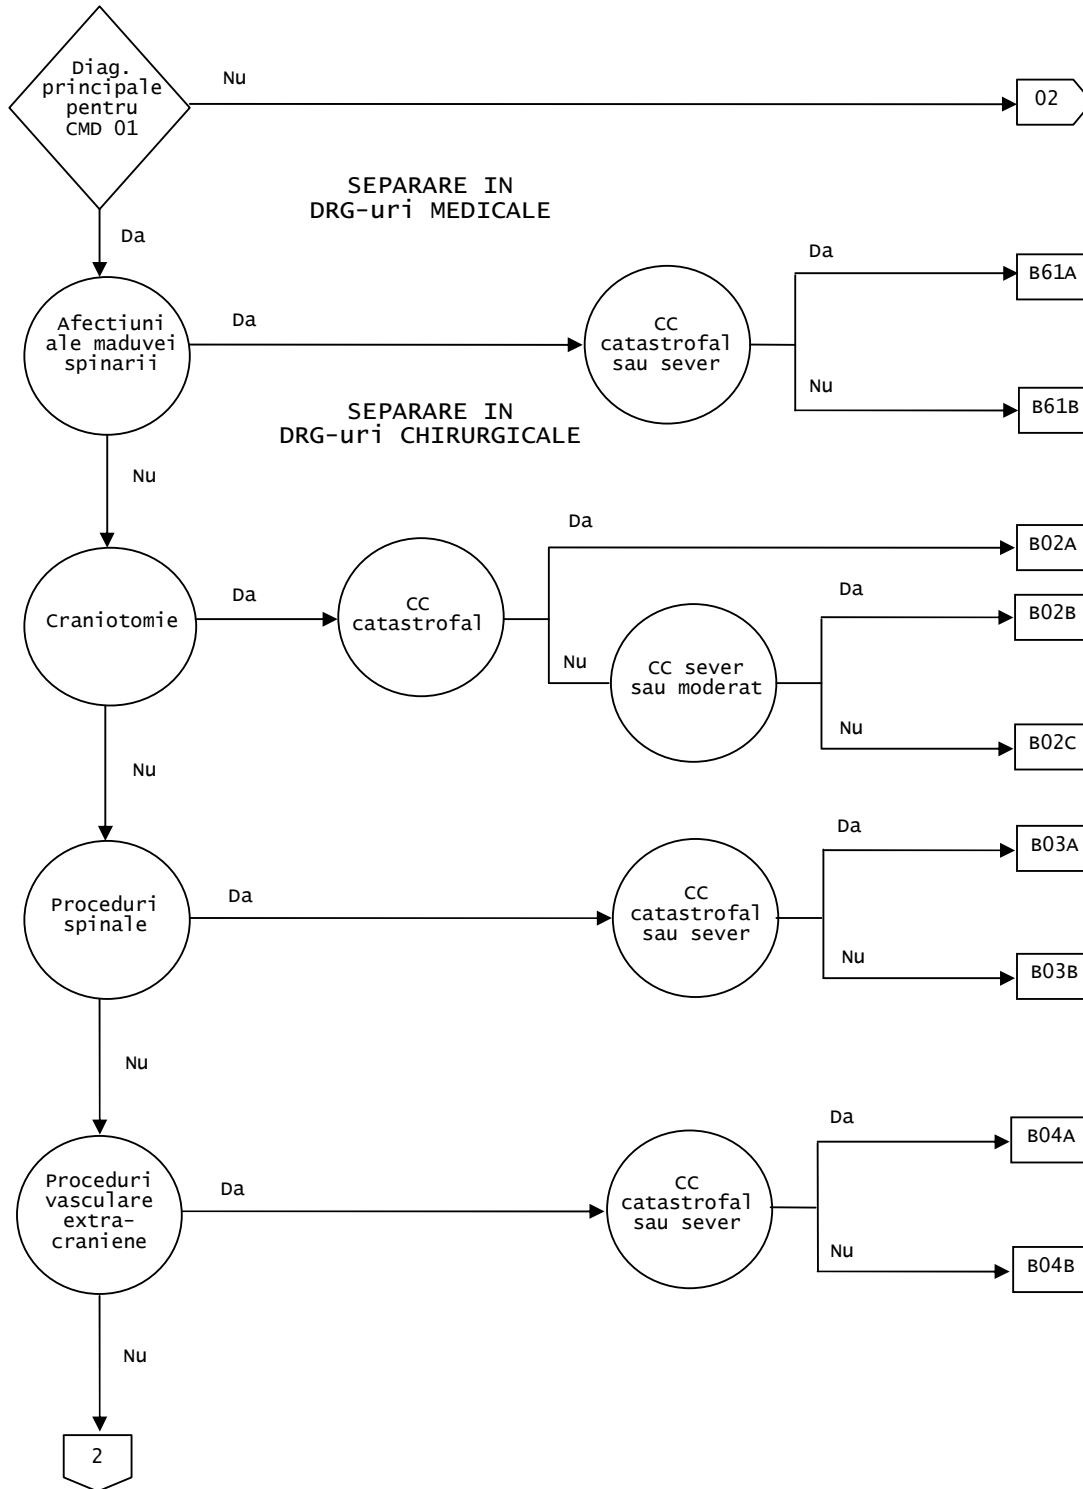 Diag.
principale
pentru
CMD 01
Nu
02
SEPARARE IN
DRG-uri MEDICALE
Da
Afectiuni
ale maduvei
spinarii
Da
CC
catastrofal
sau sever
Da
B61A
Nu
B61B
SEPARARE IN
DRG-uri CHIRURGICALE
Nu
Craniotomie
Da
CC
catastrofal
Da
B02A
Nu
CC sever
sau moderat
Da
B02B
Nu
B02C
Nu
Proceduri
spinale
Da
CC
catastrofal
sau sever
Da
B03A
Nu
B03B
Nu
Proceduri
vasculare
extra-
craniene
Da
CC
catastrofal
sau sever
Da
B04A
Nu
B04B
Nu
2